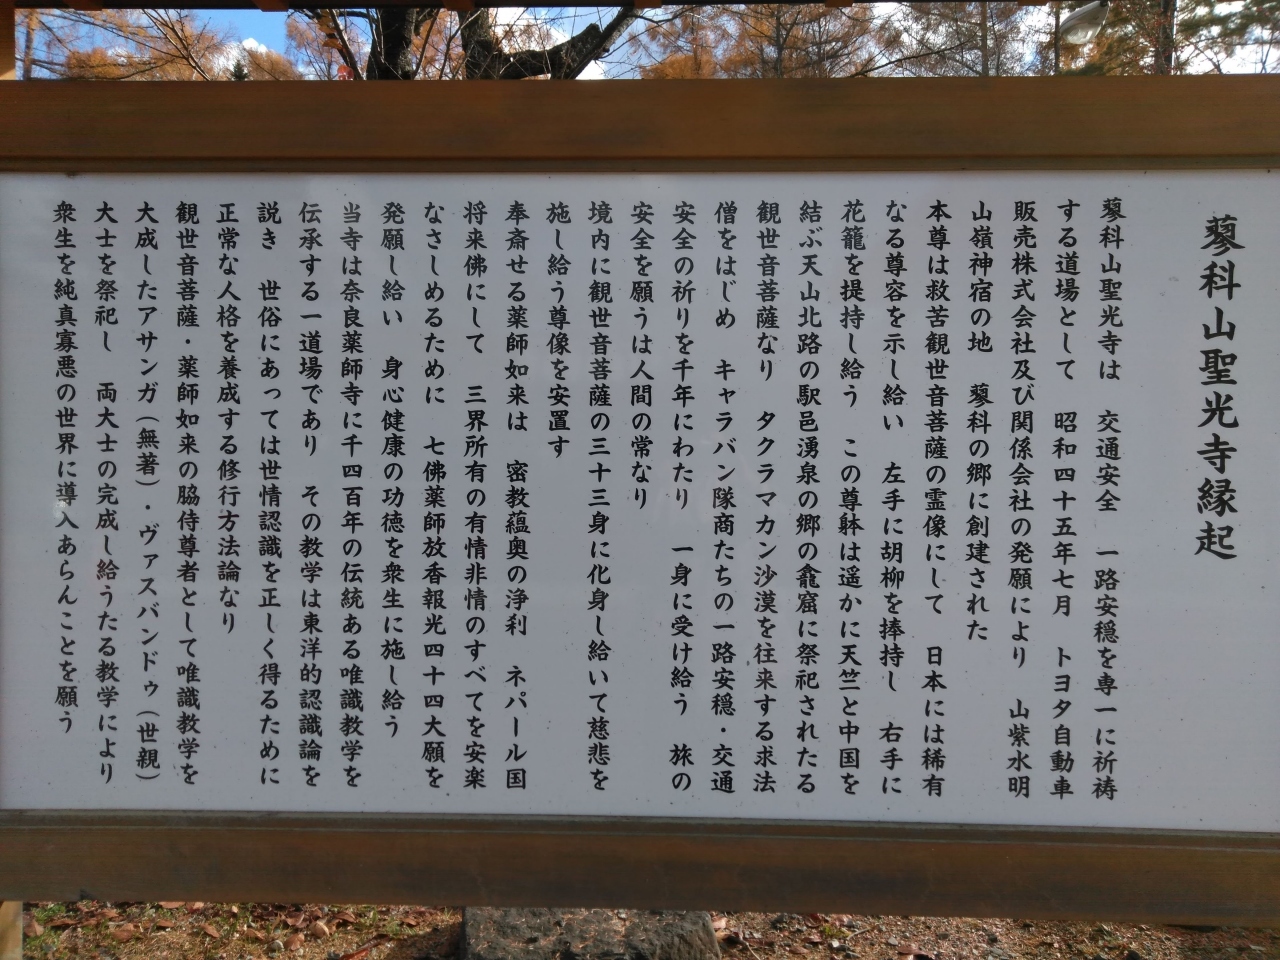 蓼科山聖光寺縁起
蓼科山聖光寺は 交通安全 一路安穏を専一に祈祷
する道場として 昭和四十五年七月 トヨタ自動車
販売株式会社及び関係会社の発願により 山紫水明
山嶺神宿の地 蓼科の郷に創建された
本尊は救苦観世音菩薩の霊像にして 日本には稀有
なる尊容を示し給い 左手に胡柳を捧持し 右手に
花籠を提持し給う この尊躰は遥かに天竺と中国を
結ぶ天山北路の駅邑湧泉の郷の龕窟に祭祀されたる
観世音菩薩なり タクラマカン沙漠を往来する求法
僧をはじめ キャラバン隊商たちの一路安穏・交通
安全の祈りを千年にわたり 一身に受け給う 旅の
安全を願うは人間の常なり
境内に観世音菩薩の三十三身に化身し給いて慈悲を
施し給う尊像を安置す
奉斎せる薬師如来は 密教蘊奥の浄利 ネパール国
将来佛にして 三界所有の有情非情のすべてを安楽
なさしめるために 七佛薬師放香報光四十四大願を
発願し給い 身心健康の功徳を衆生に施し給う
当寺は奈良薬師寺に千四百年の伝統ある唯識教学を
伝承する一道場であり その教学は東洋的認識論を
説き 世俗にあっては世情認識を正しく得るために
正常な人格を養成する修行方法論なり
観世音菩薩・薬師如来の脇侍尊者として唯識教学を
大成したアサンガ(無著)・ヴァスバンドゥ(世親)
大士を祭祀し 両大士の完成し給うたる教学により
衆生を純真寡悪の世界に導入あらんことを願う